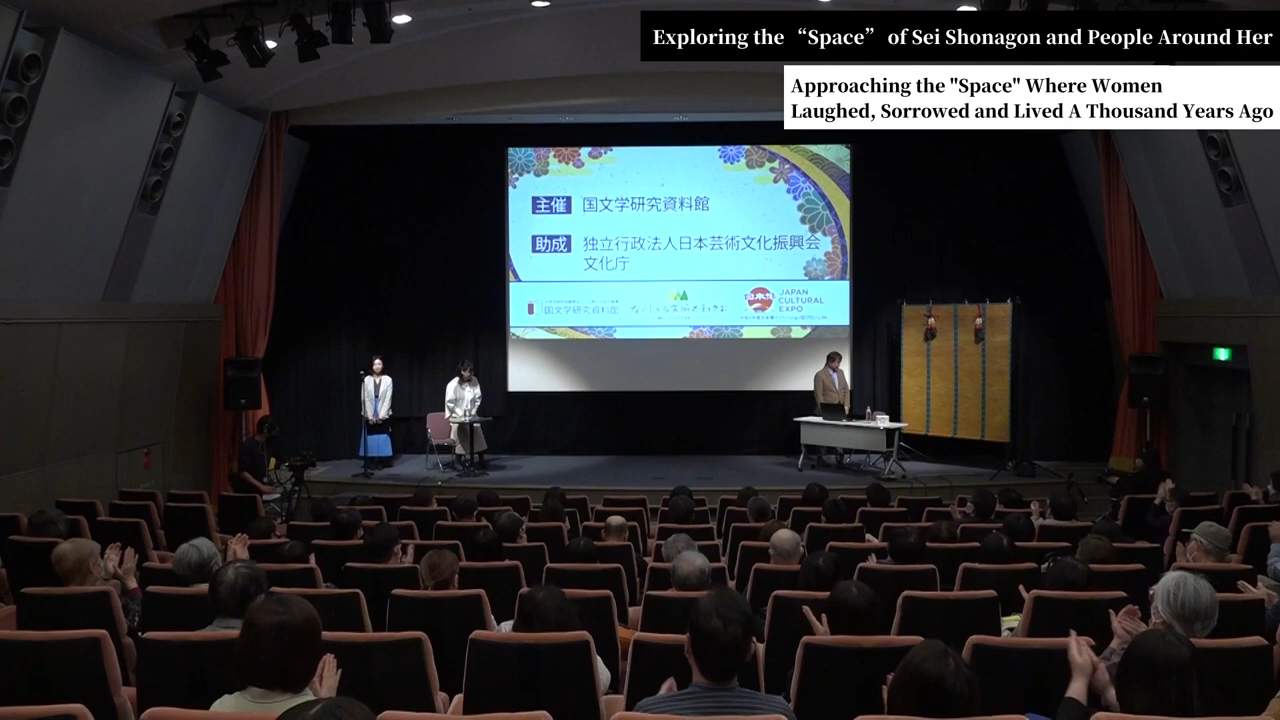 Exploring the “Space” of Sei Shonagon and People Around Her
Approaching the "Space" Where Women
Laughed, Sorrowed and Lived A Thousand Years Ago
主催 国文学研究資料館
助成 独立行政法人日本芸術文化振興会
文化庁
国文学研究資料館
JAPAN
CULTURAL
EXPO